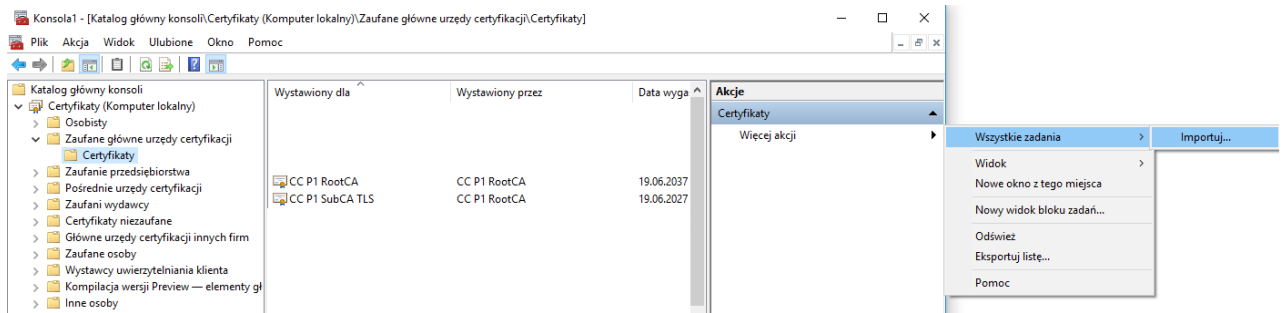 Konsola1 - [Katalog główny konsoli\Certyfikaty (Komputer lokalny)\Zaufane główne urzędy certyfikacji\Certyfikaty]
Plik Akcja Widok Ulubione Okno Pomoc
Katalog główny konsoli
Certyfikaty (Komputer lokalny)
Osobisty
Zaufane główne urzędy certyfikacji
Certyfikaty
Zaufanie przedsiębiorstwa
Pośrednie urzędy certyfikacji
Zaufani wydawcy
Certyfikaty niezaufane
Główne urzędy certyfikacji innych firm
Zaufane osoby
Wystawcy uwierzytelniania klienta
Kompilacja wersji Preview — elementy gł
Inne osoby
Wystawiony dla Wystawiony przez Data wyga
CC P1 RootCA CC P1 RootCA 19.06.2037
CC P1 SubCA TLS CC P1 RootCA 19.06.2027
Akcje
Certyfikaty
Więcej akcji
Wszystkie zadania
Widok
Nowe okno z tego miejsca
Nowy widok bloku zadań...
Odśwież
Eksportuj listę...
Pomoc
Importuj...